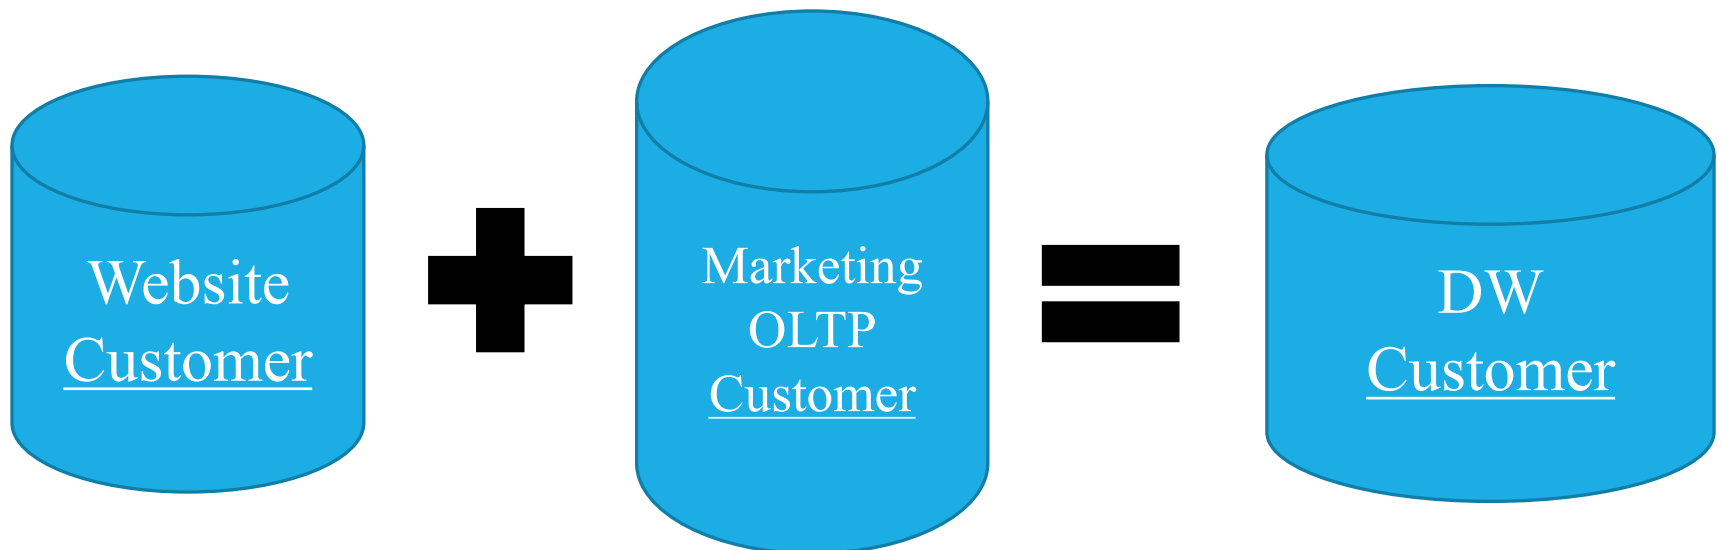 Website
Customer
Marketing
OLTP
Customer
DW
Customer